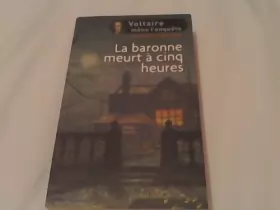 Voltaire
mène l'enquête
La baronne
meurt à cinq
heures